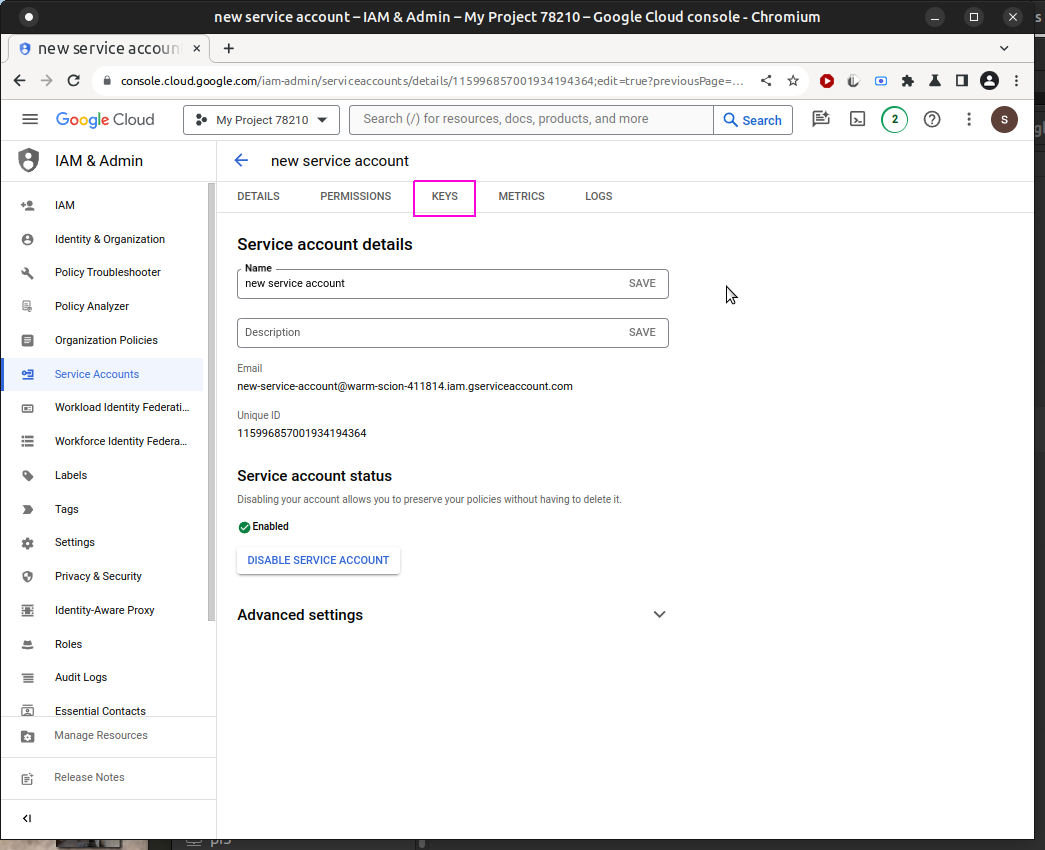 new service account – IAM & Admin – My Project 78210 – Google Cloud console - Chromium
new service accoun
console.cloud.google.com/iam-admin/serviceaccounts/details/115996857001934194364;edit=true?previousPage=...
Google Cloud
My Project 78210
Search (/) for resources, docs, products, and more
Search
2
S
IAM & Admin
new service account
DETAILS
PERMISSIONS
KEYS
METRICS
LOGS
IAM
Identity & Organization
Policy Troubleshooter
Policy Analyzer
Organization Policies
Service Accounts
Workload Identity Federati...
Workforce Identity Federa...
Labels
Tags
Settings
Privacy & Security
Identity-Aware Proxy
Roles
Audit Logs
Essential Contacts
Manage Resources
Release Notes
Service account details
Name
new service account
SAVE
Description
SAVE
Email
new-service-account@warm-scion-411814.iam.gserviceaccount.com
Unique ID
115996857001934194364
Service account status
Disabling your account allows you to preserve your policies without having to delete it.
Enabled
DISABLE SERVICE ACCOUNT
Advanced settings